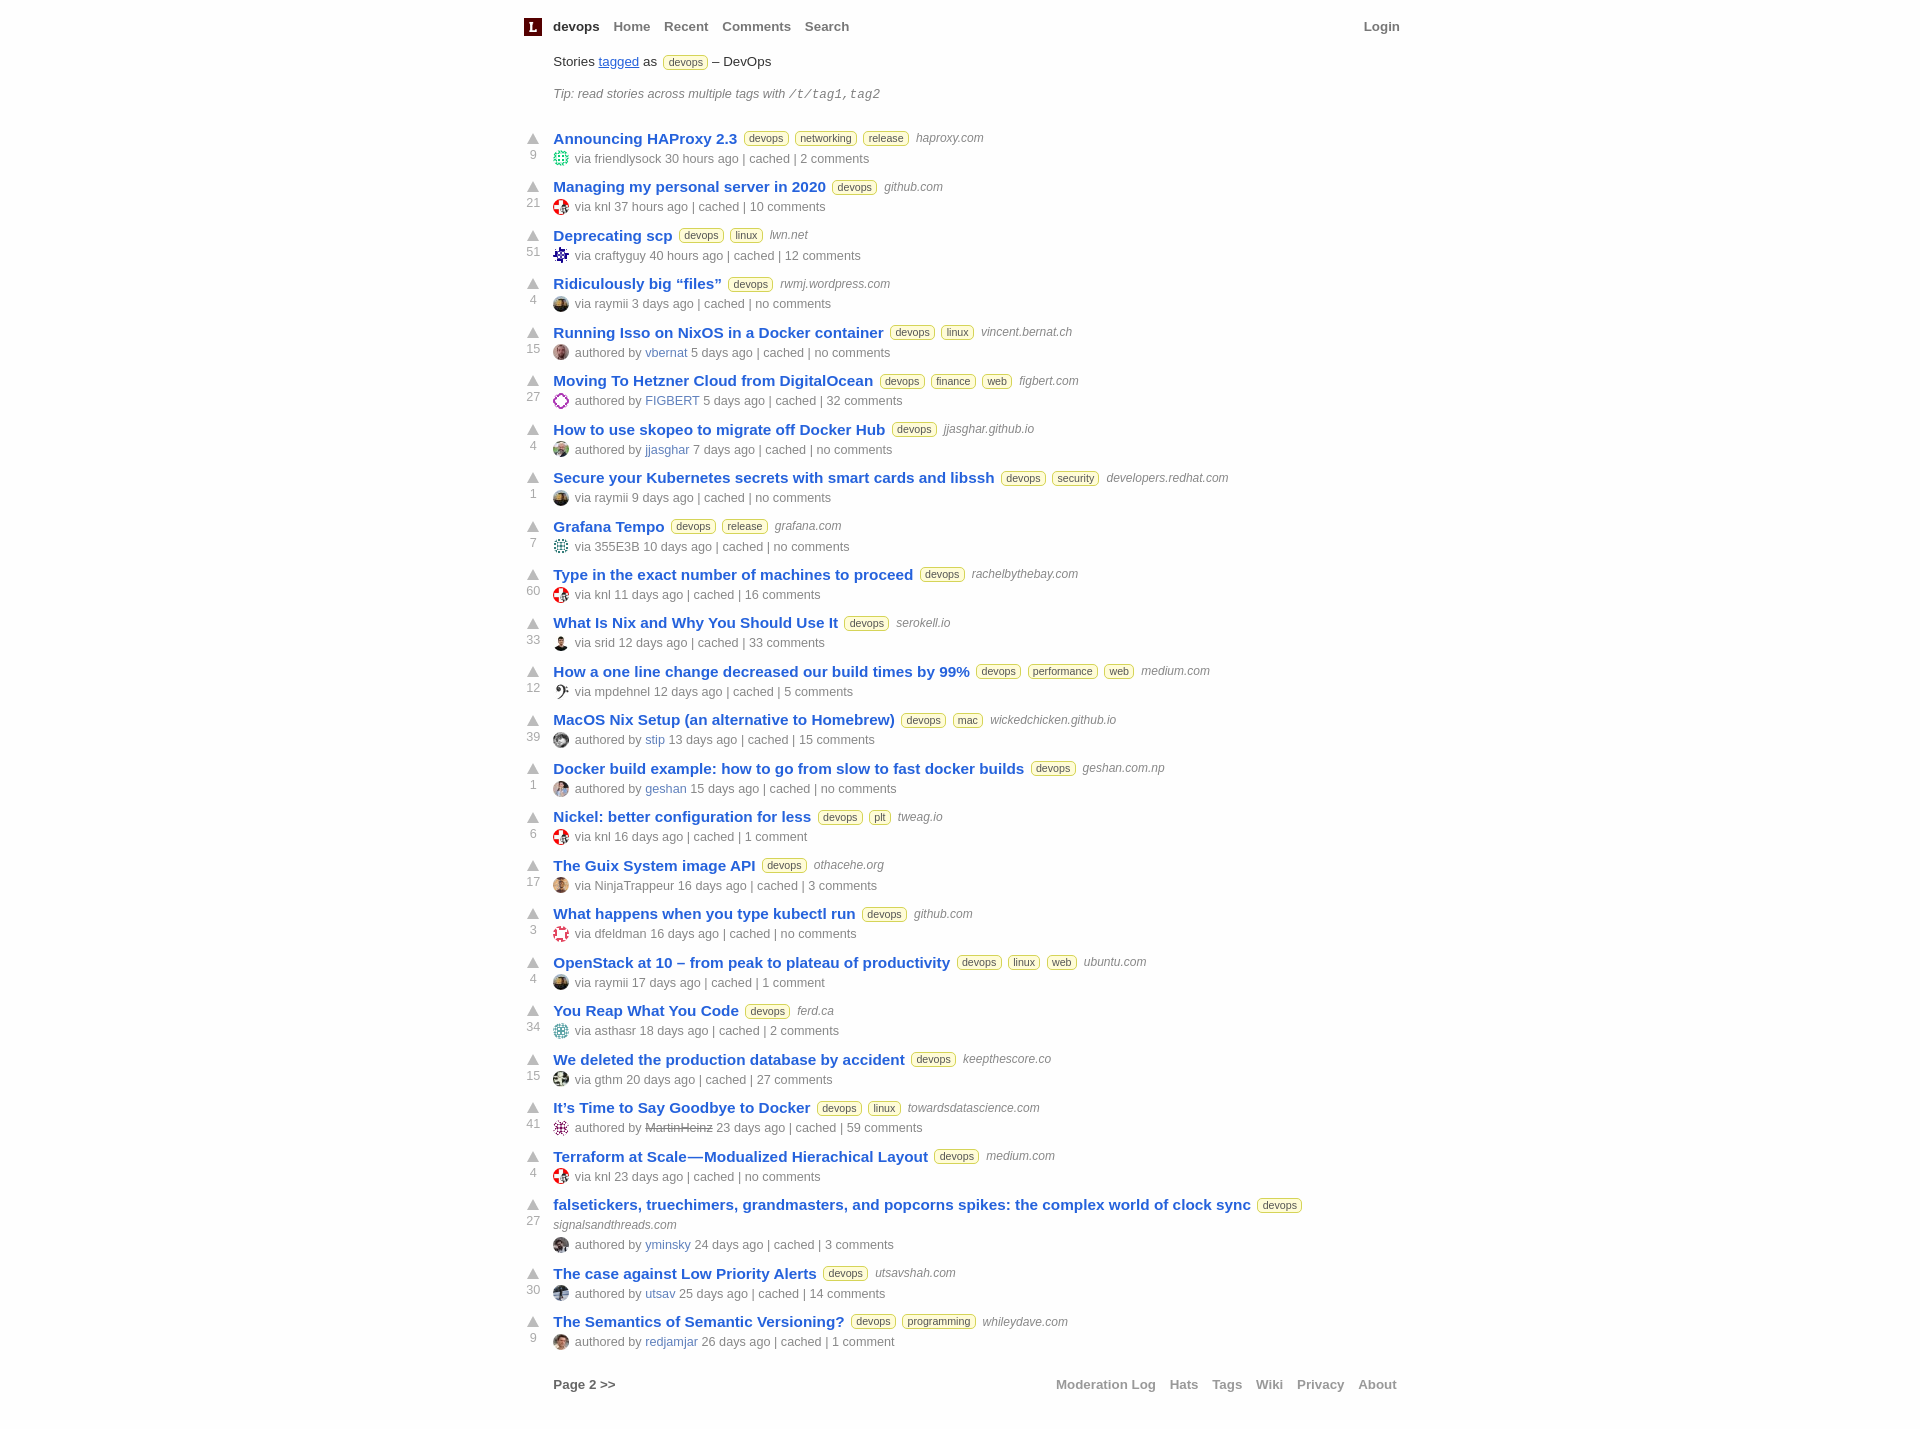 L devops Home Recent Comments Search Login
Stories tagged as devops – DevOps
Tip: read stories across multiple tags with /t/tag1,tag2
Announcing HAProxy 2.3 devops networking release haproxy.com
9 via friendlysock 30 hours ago | cached | 2 comments
Managing my personal server in 2020 devops github.com
21 via knl 37 hours ago | cached | 10 comments
Deprecating scp devops linux lwn.net
51 via craftyguy 40 hours ago | cached | 12 comments
Ridiculously big “files” devops rwmj.wordpress.com
4 via raymii 3 days ago | cached | no comments
Running Isso on NixOS in a Docker container devops linux vincent.bernat.ch
15 authored by vbernat 5 days ago | cached | no comments
Moving To Hetzner Cloud from DigitalOcean devops finance web figbert.com
27 authored by FIGBERT 5 days ago | cached | 32 comments
How to use skopeo to migrate off Docker Hub devops jjasghar.github.io
4 authored by jjasghar 7 days ago | cached | no comments
Secure your Kubernetes secrets with smart cards and libssh devops security developers.redhat.com
1 via raymii 9 days ago | cached | no comments
Grafana Tempo devops release grafana.com
7 via 355E3B 10 days ago | cached | no comments
Type in the exact number of machines to proceed devops rachelbythebay.com
60 via knl 11 days ago | cached | 16 comments
What Is Nix and Why You Should Use It devops serokell.io
33 via srid 12 days ago | cached | 33 comments
How a one line change decreased our build times by 99% devops performance web medium.com
12 via mpdehnel 12 days ago | cached | 5 comments
MacOS Nix Setup (an alternative to Homebrew) devops mac wickedchicken.github.io
39 authored by stip 13 days ago | cached | 15 comments
Docker build example: how to go from slow to fast docker builds devops geshan.com.np
1 authored by geshan 15 days ago | cached | no comments
Nickel: better configuration for less devops plt tweag.io
6 via knl 16 days ago | cached | 1 comment
The Guix System image API devops othacehe.org
17 via NinjaTrappeur 16 days ago | cached | 3 comments
What happens when you type kubectl run devops github.com
3 via dfeldman 16 days ago | cached | no comments
OpenStack at 10 – from peak to plateau of productivity devops linux web ubuntu.com
4 via raymii 17 days ago | cached | 1 comment
You Reap What You Code devops ferd.ca
34 via asthasr 18 days ago | cached | 2 comments
We deleted the production database by accident devops keepthescore.co
15 via gthm 20 days ago | cached | 27 comments
It’s Time to Say Goodbye to Docker devops linux towardsdatascience.com
41 authored by MartinHeinz 23 days ago | cached | 59 comments
Terraform at Scale — Modualized Hierachical Layout devops medium.com
4 via knl 23 days ago | cached | no comments
falsetickers, truechimers, grandmasters, and popcorns spikes: the complex world of clock sync devops
27 signalsandthreads.com
authored by yminsky 24 days ago | cached | 3 comments
The case against Low Priority Alerts devops utsavshah.com
30 authored by utsav 25 days ago | cached | 14 comments
The Semantics of Semantic Versioning? devops programming whileydave.com
9 authored by redjamjar 26 days ago | cached | 1 comment
Page 2 >> Moderation Log Hats Tags Wiki Privacy About